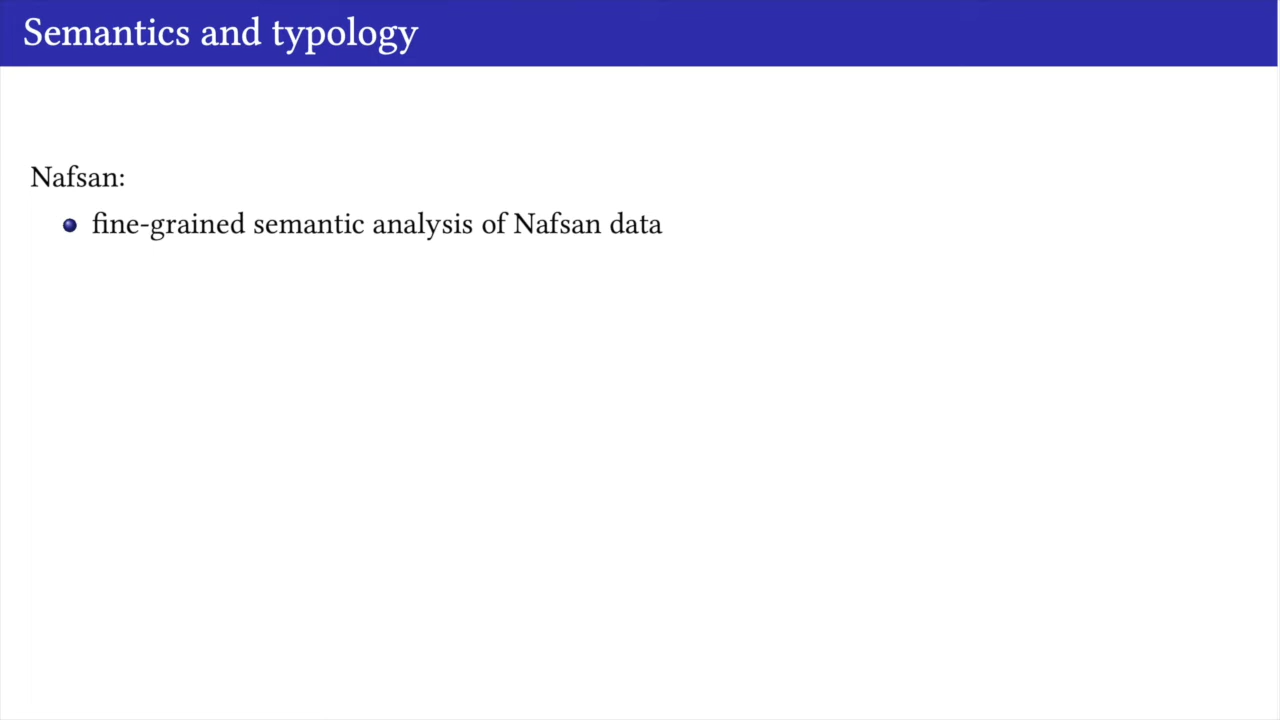 Semantics and typology
Nafsan:
fine-grained semantic analysis of Nafsan data